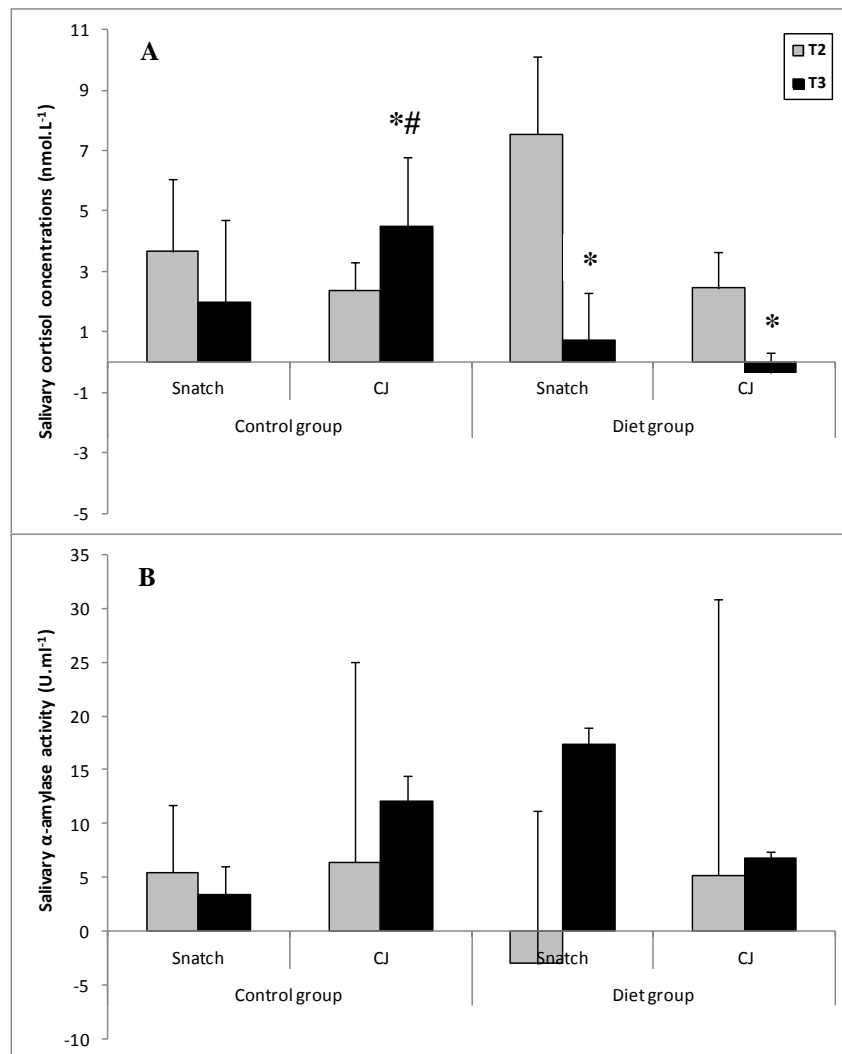 A
T2
T3
Salivary cortisol concentrations (nmol.L⁻¹)
11
9
7
5
3
1
-1
-3
-5
*#
*
*
Snatch
CJ
Snatch
CJ
Control group
Diet group
B
Salivary α-amylase activity (U.ml⁻¹)
35
30
25
20
15
10
5
0
-5
-10
Snatch
CJ
Snatch
CJ
Control group
Diet group